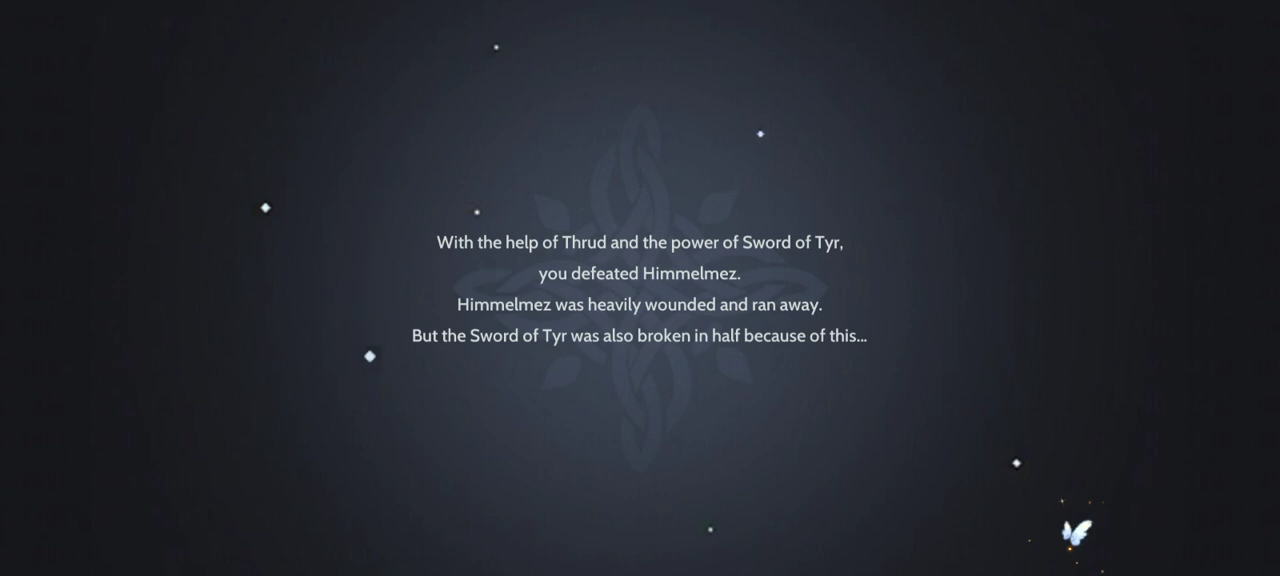 With the help of Thrud and the power of Sword of Tyr,
you defeated Himmelmez.
Himmelmez was heavily wounded and ran away.
But the Sword of Tyr was also broken in half because of this...